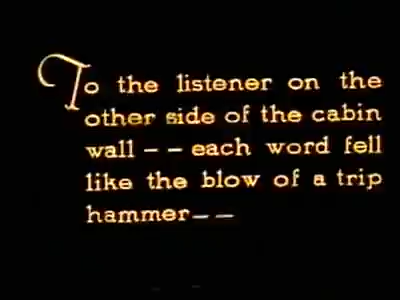 To the listener on the
other side of the cabin
wall -- each word fell
like the blow of a trip
hammer--